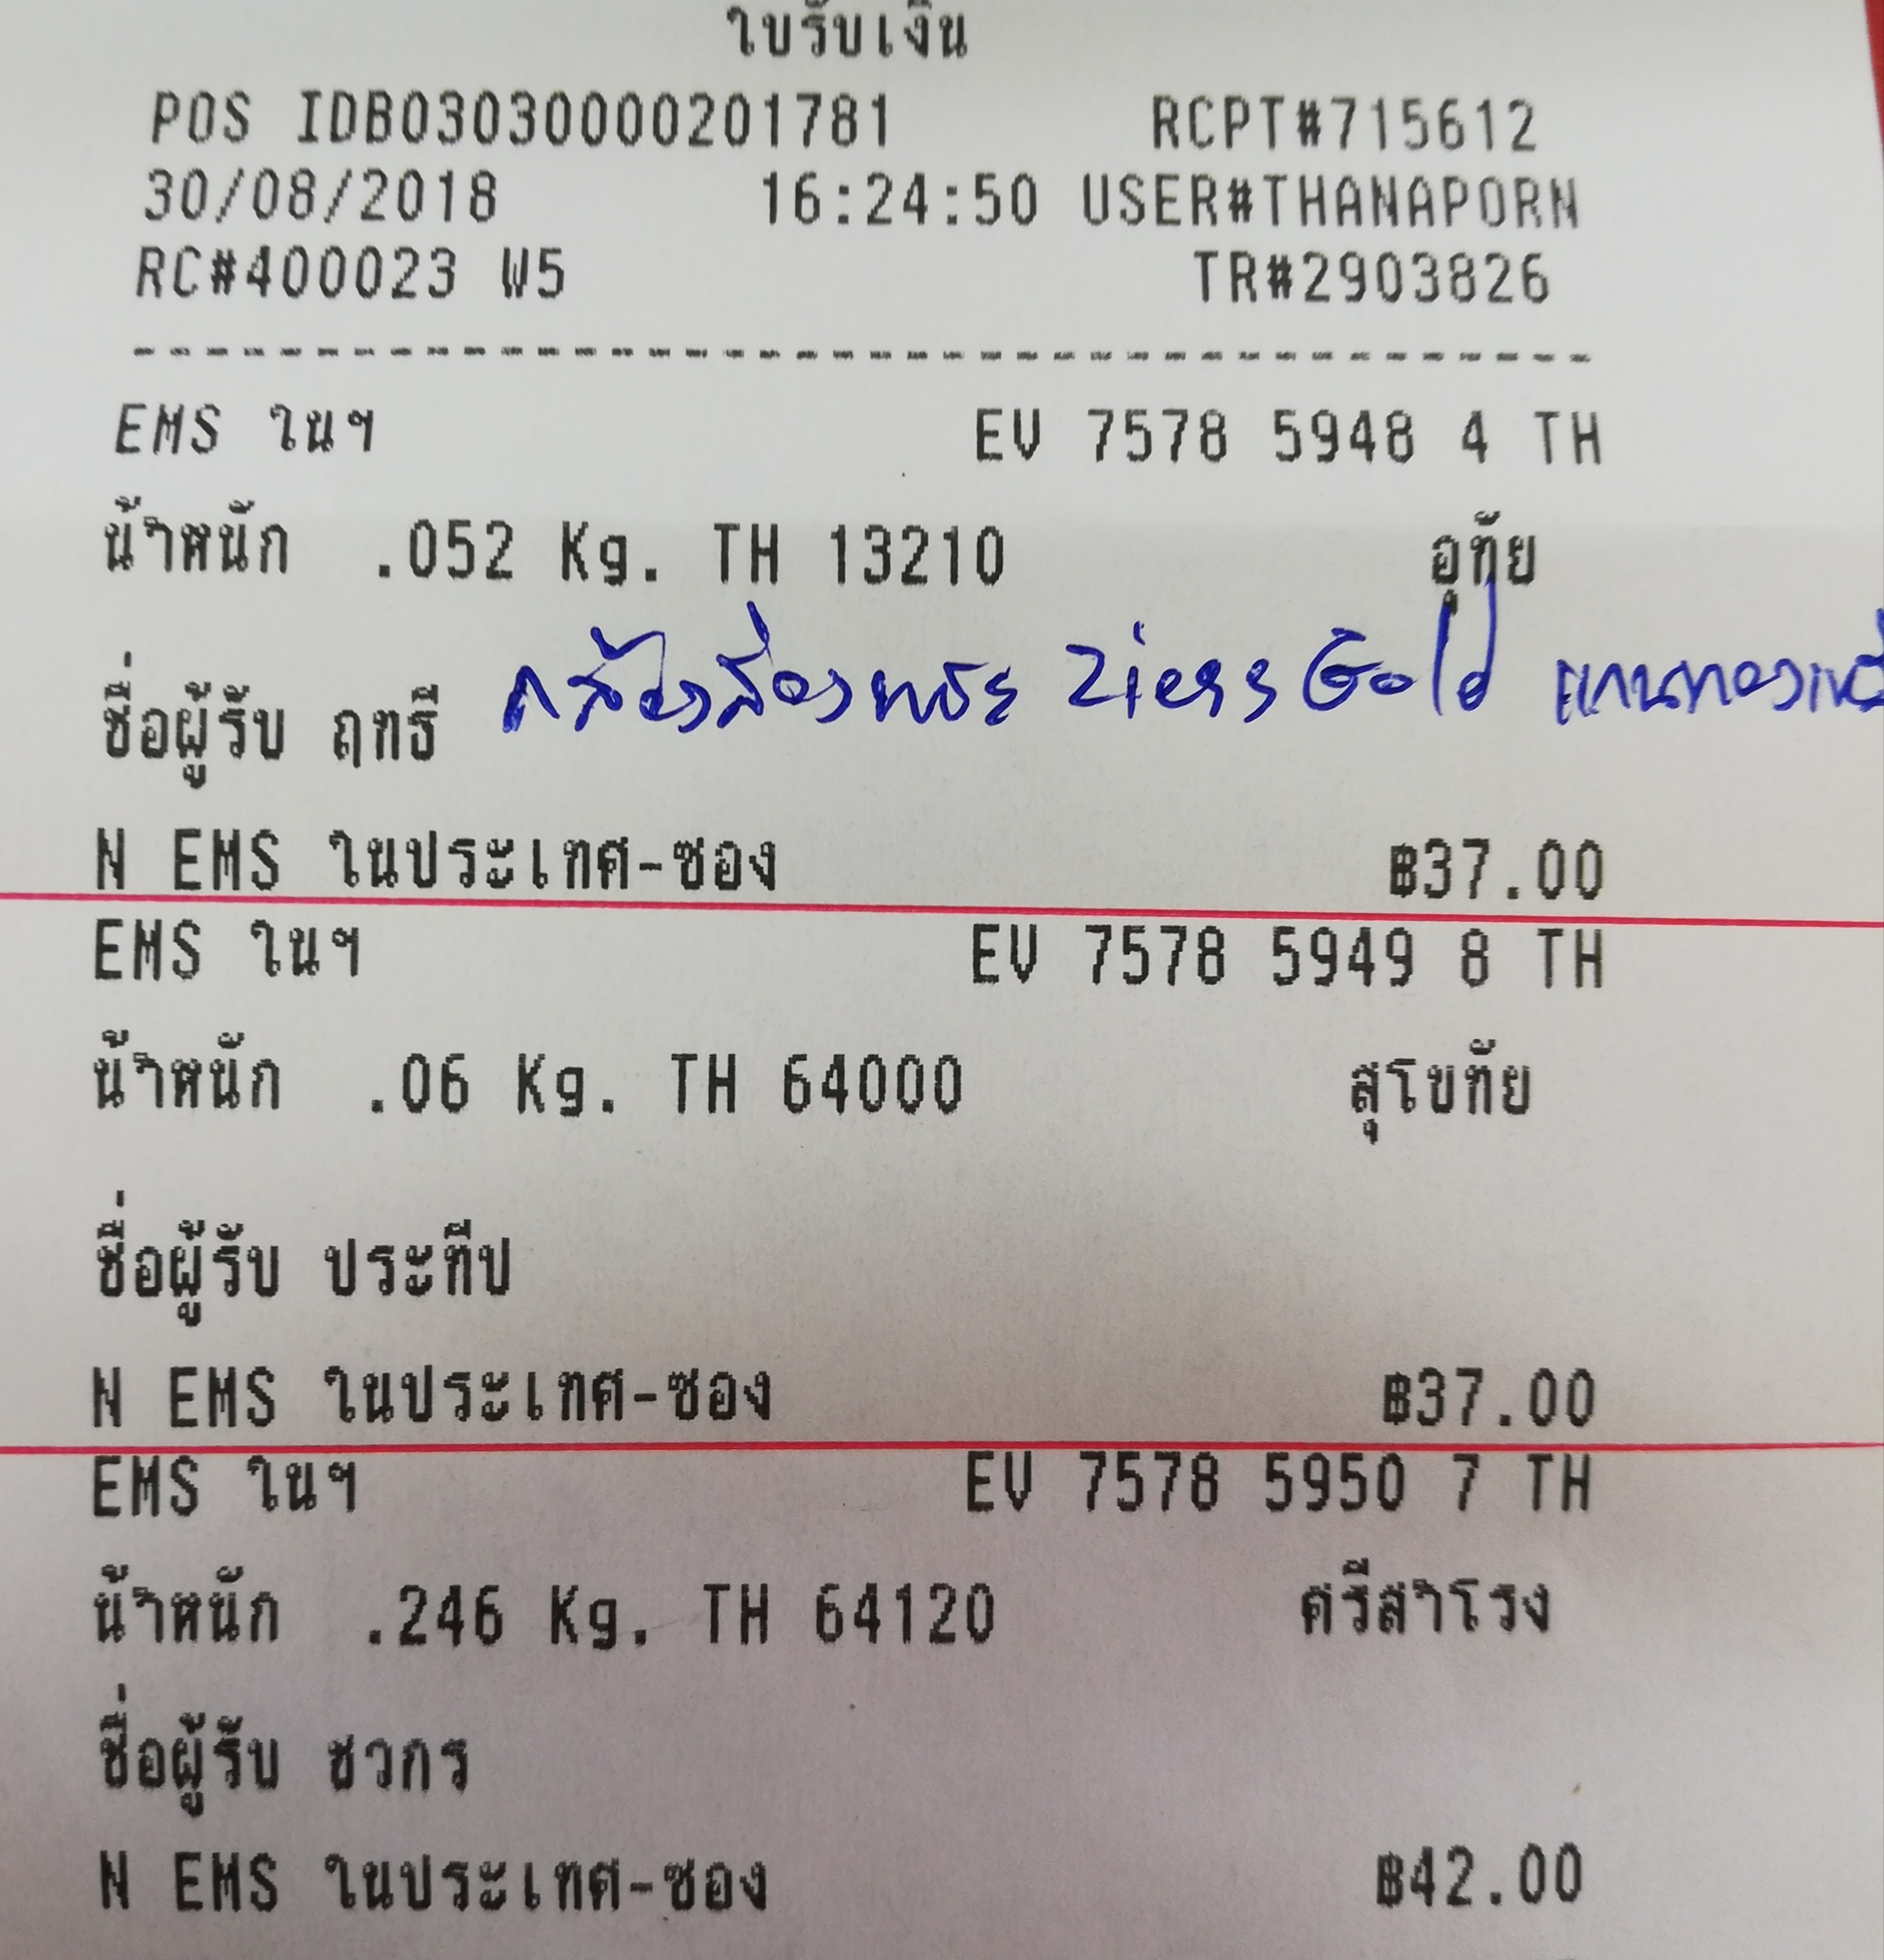 ใบรับเงิน
POS IDB03030000201781 RCPT#715612
30/08/2018 16:24:50 USER#THANAPORN
RC#400023 W5 TR#2903826
EMS ในฯ EV 7578 5948 4 TH
น้ำหนัก .052 Kg. TH 13210 อุทัย
ชื่อผู้รับ ฤทธิ์ กล้องส่องพระ Ziess Gold
N EMS ในประเทศ-ซอง ฿37.00
EMS ในฯ EV 7578 5949 8 TH
น้ำหนัก .06 Kg. TH 64000 สุโขทัย
ชื่อผู้รับ ประทีป
N EMS ในประเทศ-ซอง ฿37.00
EMS ในฯ EV 7578 5950 7 TH
น้ำหนัก .246 Kg. TH 64120 ศรีสำโรง
ชื่อผู้รับ ชวกร
N EMS ในประเทศ-ซอง ฿42.00